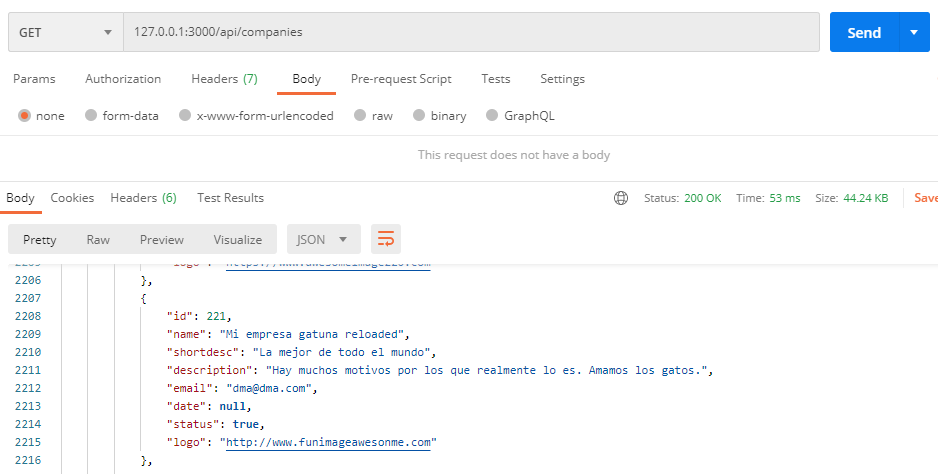 GET 127.0.0.1:3000/api/companies Send
Params Authorization Headers (7) Body Pre-request Script Tests Settings
none form-data x-www-form-urlencoded raw binary GraphQL
This request does not have a body
Body Cookies Headers (6) Test Results Status: 200 OK Time: 53 ms Size: 44.24 KB Save
Pretty Raw Preview Visualize JSON
2206 },
2207 {
2208 "id": 221,
2209 "name": "Mi empresa gatuna reloaded",
2210 "shortdesc": "La mejor de todo el mundo",
2211 "description": "Hay muchos motivos por los que realmente lo es. Amamos los gatos.",
2212 "email": "dma@dma.com",
2213 "date": null,
2214 "status": true,
2215 "logo": "http://www.funimageawesonme.com"
2216 },